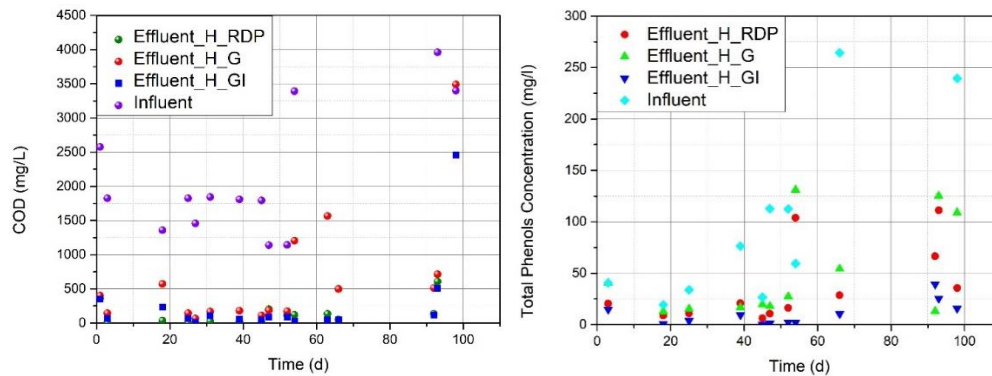 4500
4000
3500
3000
2500
2000
1500
1000
500
0
COD (mg/L)
Effluent_H_RDP
Effluent_H_G
Effluent_H_GI
Influent
0 20 40 60 80 100
Time (d)
300
250
200
150
100
50
0
Total Phenols Concentration (mg/l)
Effluent_H_RDP
Effluent_H_G
Effluent_H_GI
Influent
0 20 40 60 80 100
Time (d)